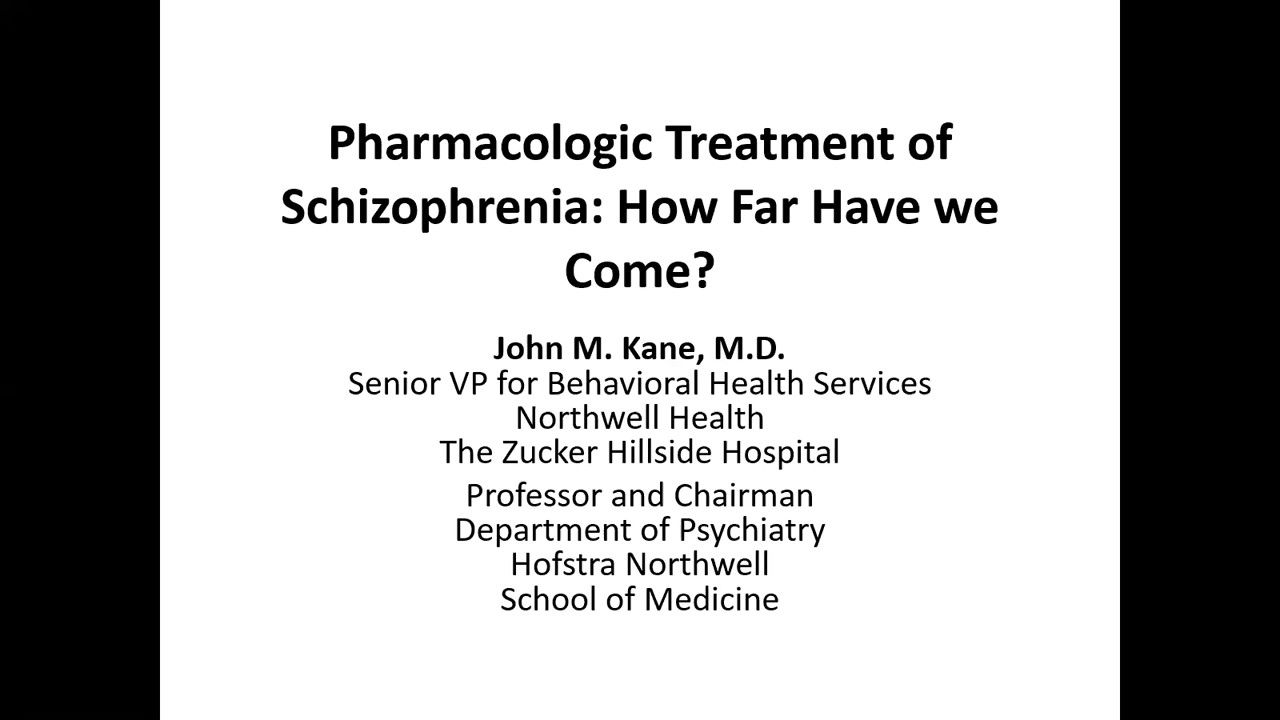 Pharmacologic Treatment of
Schizophrenia: How Far Have we
Come?
John M. Kane, M.D.
Senior VP for Behavioral Health Services
Northwell Health
The Zucker Hillside Hospital
Professor and Chairman
Department of Psychiatry
Hofstra Northwell
School of Medicine